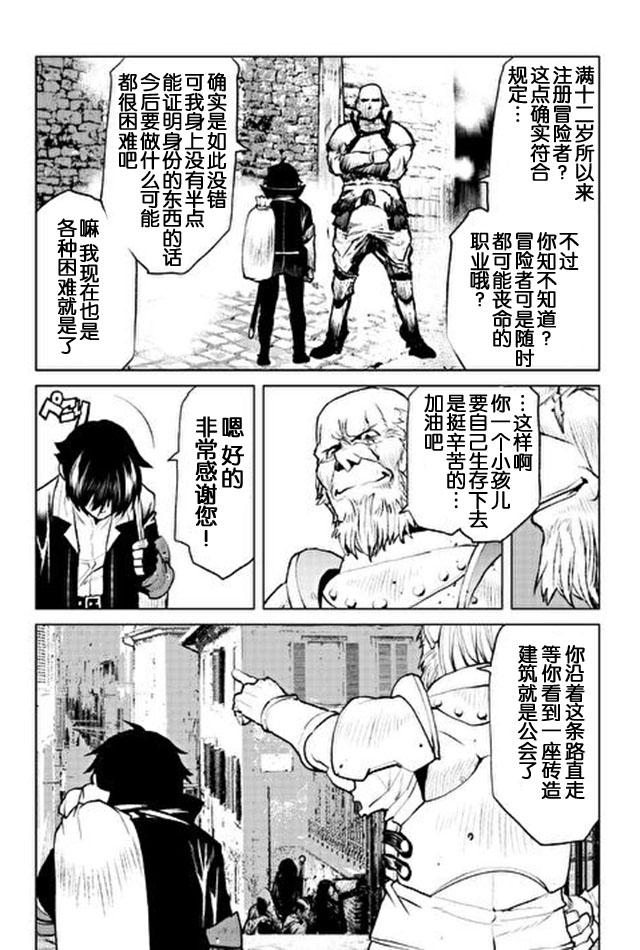 满十二岁所以来
注册冒险者？
这点确实符合
规定…
不过
你知不知道？
冒险者可是随时
都可能丧命的
职业哦？
确实是如此没错
可我身上没有半点
能证明身份的东西的话
今后要做什么可能
都很困难吧
嘛 我现在也是
各种困难就是了
…这样啊
你一个小孩儿
要自己生存下去
是挺辛苦的…
加油吧
嗯 好的
非常感谢您！
ペこり
你沿着这条路直走
等你看到一座砖造
建筑就是公会了